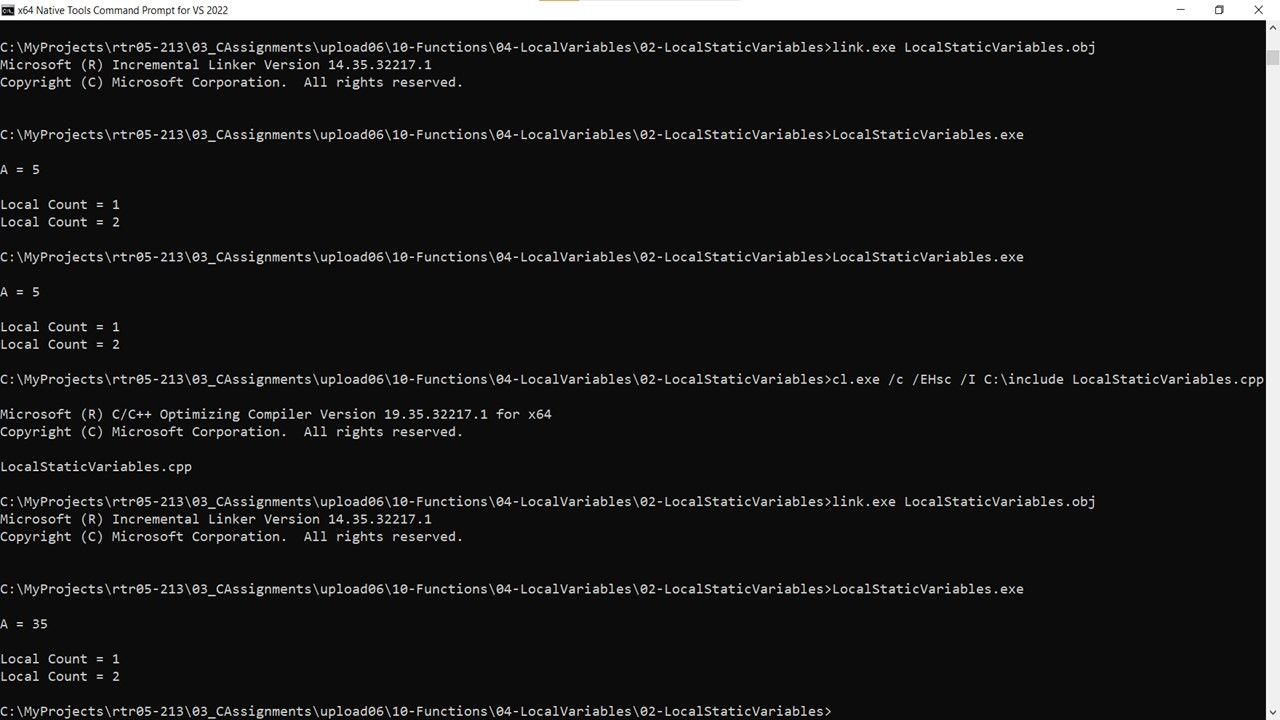 x64 Native Tools Command Prompt for VS 2022
C:\MyProjects\rtr05-213\03_CAssignments\upload06\10-Functions\04-LocalVariables\02-LocalStaticVariables>link.exe LocalStaticVariables.obj
Microsoft (R) Incremental Linker Version 14.35.32217.1
Copyright (C) Microsoft Corporation.  All rights reserved.
C:\MyProjects\rtr05-213\03_CAssignments\upload06\10-Functions\04-LocalVariables\02-LocalStaticVariables>LocalStaticVariables.exe
A = 5
Local Count = 1
Local Count = 2
C:\MyProjects\rtr05-213\03_CAssignments\upload06\10-Functions\04-LocalVariables\02-LocalStaticVariables>LocalStaticVariables.exe
A = 5
Local Count = 1
Local Count = 2
C:\MyProjects\rtr05-213\03_CAssignments\upload06\10-Functions\04-LocalVariables\02-LocalStaticVariables>cl.exe /c /EHsc /I C:\include LocalStaticVariables.cpp
Microsoft (R) C/C++ Optimizing Compiler Version 19.35.32217.1 for x64
Copyright (C) Microsoft Corporation.  All rights reserved.
LocalStaticVariables.cpp
C:\MyProjects\rtr05-213\03_CAssignments\upload06\10-Functions\04-LocalVariables\02-LocalStaticVariables>link.exe LocalStaticVariables.obj
Microsoft (R) Incremental Linker Version 14.35.32217.1
Copyright (C) Microsoft Corporation.  All rights reserved.
C:\MyProjects\rtr05-213\03_CAssignments\upload06\10-Functions\04-LocalVariables\02-LocalStaticVariables>LocalStaticVariables.exe
A = 35
Local Count = 1
Local Count = 2
C:\MyProjects\rtr05-213\03_CAssignments\upload06\10-Functions\04-LocalVariables\02-LocalStaticVariables>